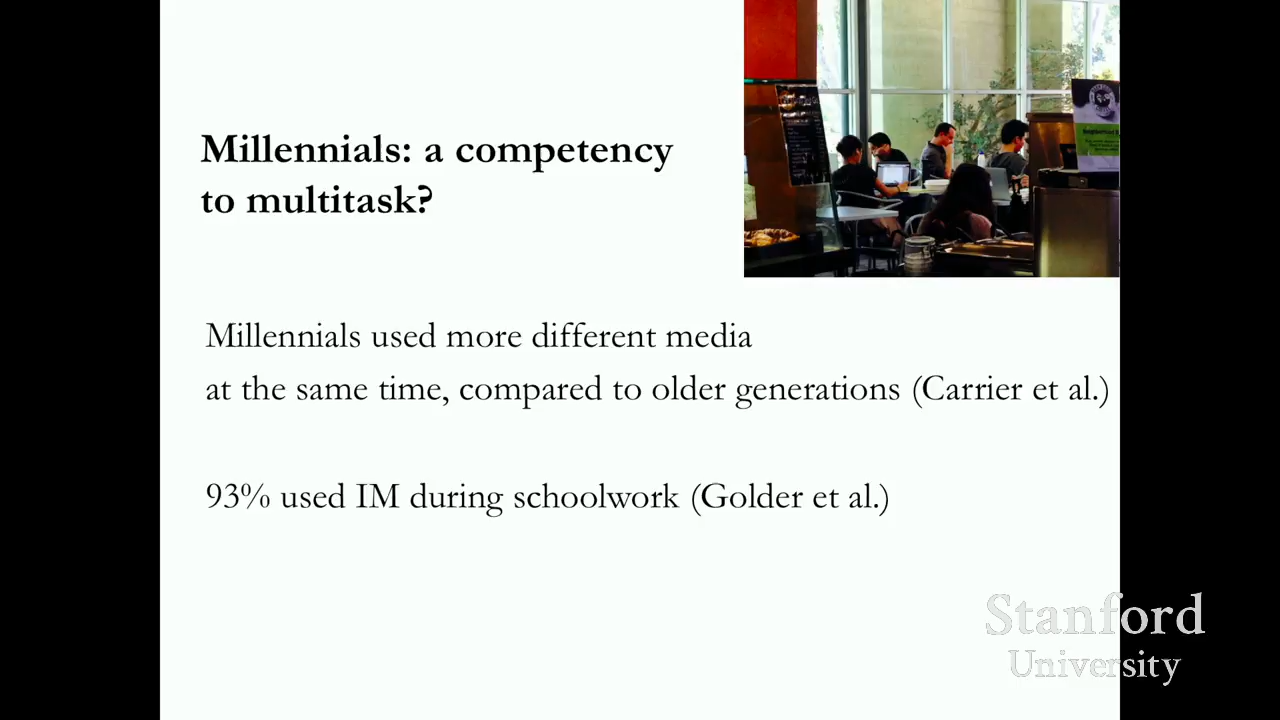 Millennials: a competency
to multitask?
Millennials used more different media
at the same time, compared to older generations (Carrier et al.)
93% used IM during schoolwork (Golder et al.)
Stanford
University